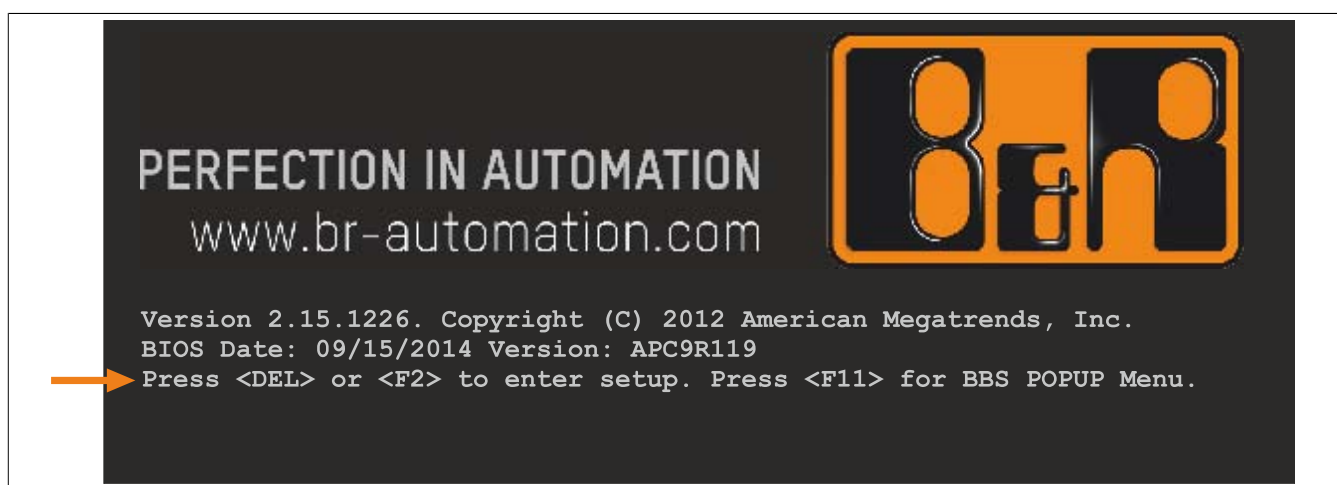 PERFECTION IN AUTOMATION
www.br-automation.com
B&R
Version 2.15.1226. Copyright (C) 2012 American Megatrends, Inc.
BIOS Date: 09/15/2014 Version: APC9R119
Press <DEL> or <F2> to enter setup. Press <F11> for BBS POPUP Menu.